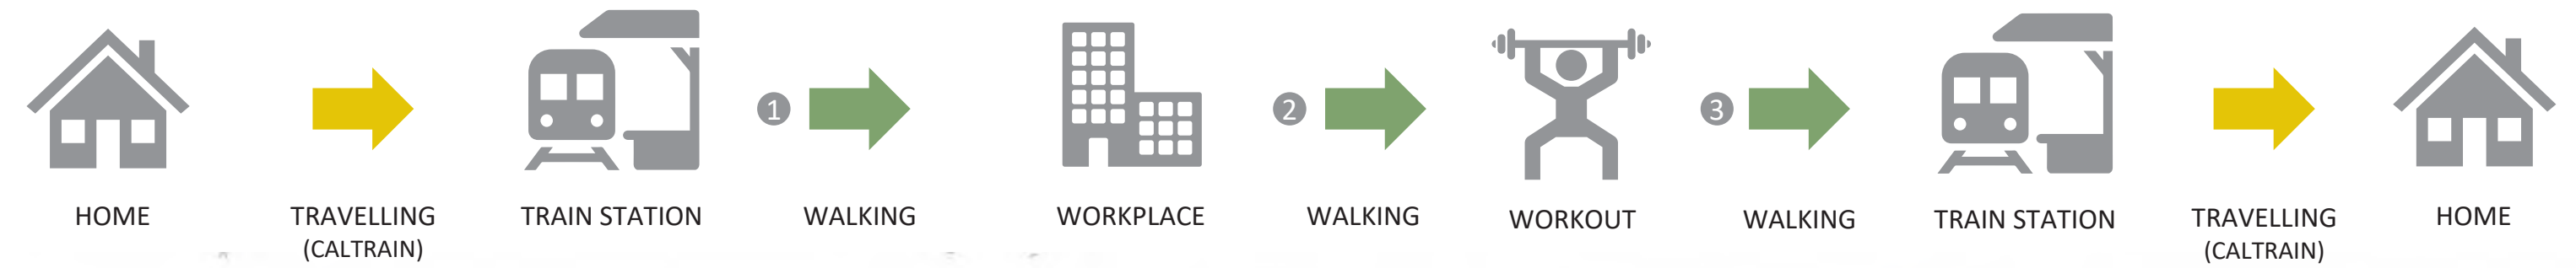 1
2
3
HOME
TRAVELLING
(CALTRAIN)
TRAIN STATION
WALKING
WORKPLACE
WALKING
WORKOUT
WALKING
TRAIN STATION
TRAVELLING
(CALTRAIN)
HOME